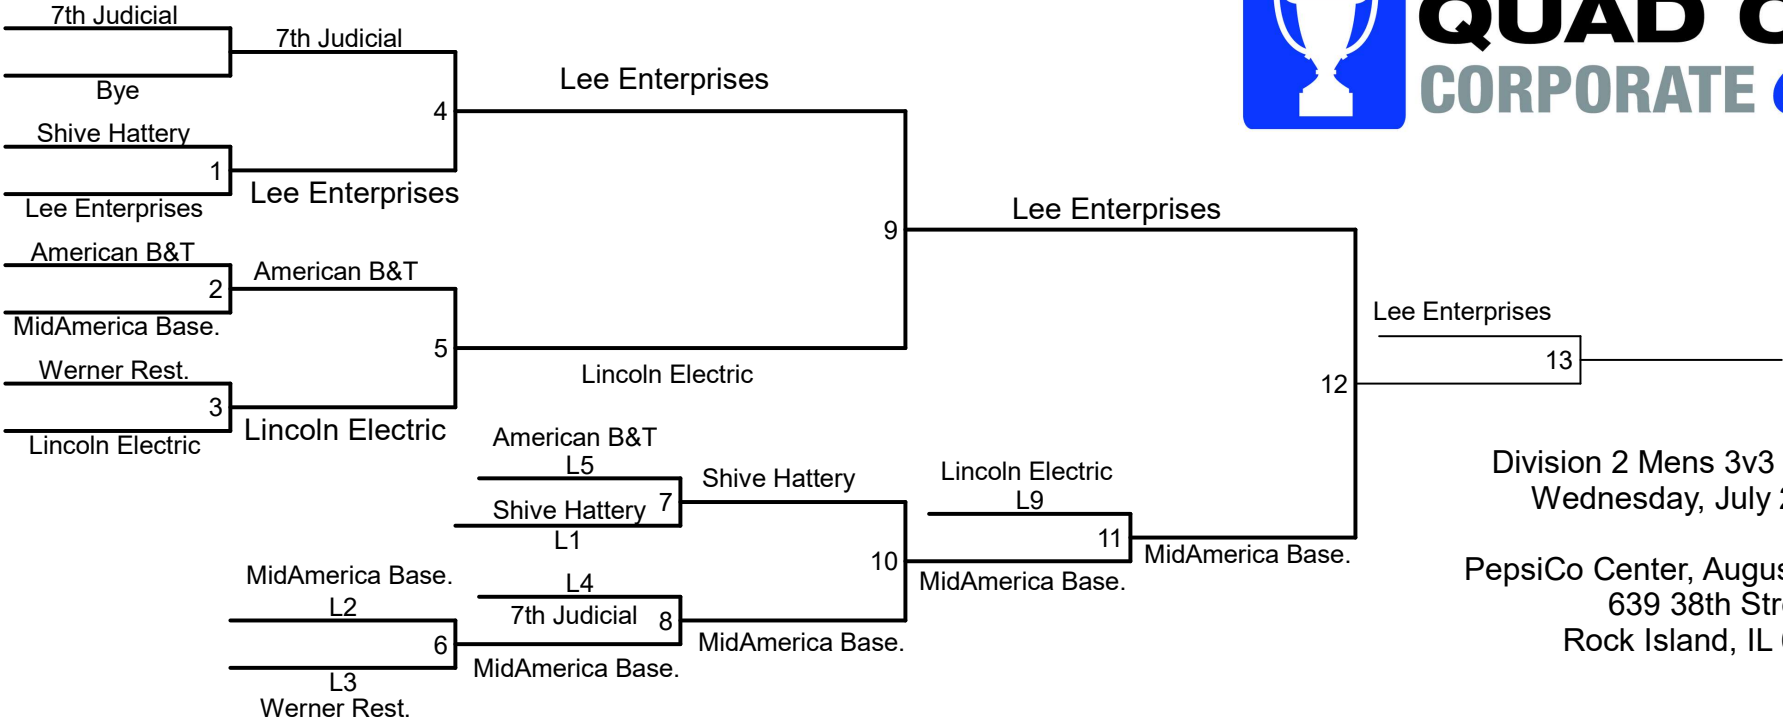 7th Judicial
Bye
7th Judicial
Shive Hattery
1
Lee Enterprises
Lee Enterprises
4
Lee Enterprises
American B&T
2
MidAmerica Base.
American B&T
Werner Rest.
3
Lincoln Electric
Lincoln Electric
5
Lincoln Electric
9
Lee Enterprises
American B&T
L5
7
Shive Hattery
L1
Shive Hattery
MidAmerica Base.
L2
6
L3
Werner Rest.
L4
7th Judicial
8
MidAmerica Base.
MidAmerica Base.
10
Lincoln Electric
L9
11
MidAmerica Base.
MidAmerica Base.
12
Lee Enterprises
13
QUAD
CORPORATE
Division 2 Mens 3v3
Wednesday, July
PepsiCo Center,
639 38th
Rock Island, IL